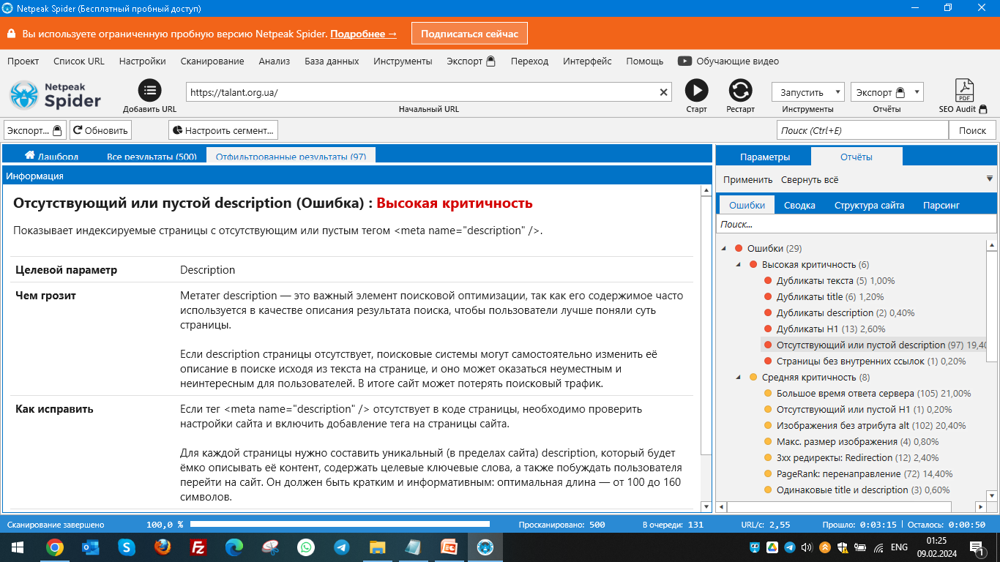 Netpeak Spider (Бесплатный пробный доступ)
Вы используете ограниченную пробную версию Netpeak Spider. Подробнее → Подписаться сейчас
Проект Список URL Настройки Сканирование Анализ База данных Инструменты Экспорт Переход Интерфейс Помощь Обучающие видео
Netpeak
Spider
Добавить URL
https://talant.org.ua/
Начальный URL
Старт
Рестарт
Запустить
Инструменты
Экспорт
Отчёты
PDF
SEO Audit
Экспорт... Обновить Настроить сегмент... Поиск (Ctrl+E) Поиск
Дашборд Все результаты (500) Отфильтрованные результаты (97)
Информация
Отсутствующий или пустой description (Ошибка) : Высокая критичность
Показывает индексируемые страницы с отсутствующим или пустым тегом <meta name="description" />.
Целевой параметр Description
Чем грозит Метатег description — это важный элемент поисковой оптимизации, так как его содержимое часто
используется в качестве описания результата поиска, чтобы пользователи лучше поняли суть
страницы.
Если description страницы отсутствует, поисковые системы могут самостоятельно изменить её
описание в поиске исходя из текста на странице, и оно может оказаться неуместным и
неинтересным для пользователей. В итоге сайт может потерять поисковый трафик.
Как исправить Если тег <meta name="description" /> отсутствует в коде страницы, необходимо проверить
настройки сайта и включить добавление тега на страницы сайта.
Для каждой страницы нужно составить уникальный (в пределах сайта) description, который будет
ёмко описывать её контент, содержать целевые ключевые слова, а также побуждать пользователя
перейти на сайт. Он должен быть кратким и информативным: оптимальная длина — от 100 до 160
символов.
Параметры Отчёты
Применить Свернуть всё
Ошибки Сводка Структура сайта Парсинг
Поиск...
Ошибки (29)
Высокая критичность (6)
Дубликаты текста (5) 1,00%
Дубликаты title (6) 1,20%
Дубликаты description (2) 0,40%
Дубликаты H1 (13) 2,60%
Отсутствующий или пустой description (97) 19,40
Страницы без внутренних ссылок (1) 0,20%
Средняя критичность (8)
Большое время ответа сервера (105) 21,00%
Отсутствующий или пустой H1 (1) 0,20%
Изображения без атрибута alt (102) 20,40%
Макс. размер изображения (4) 0,80%
3xx редиректы: Redirection (12) 2,40%
PageRank: перенаправление (72) 14,40%
Одинаковые title и description (3) 0,60%
Сканирование завершено 100,0 % Просканировано: 500 В очереди: 131 URL/с: 2,55 Прошло: 0:03:15 Осталось: 0:00:50
ENG
01:25
09.02.2024
1